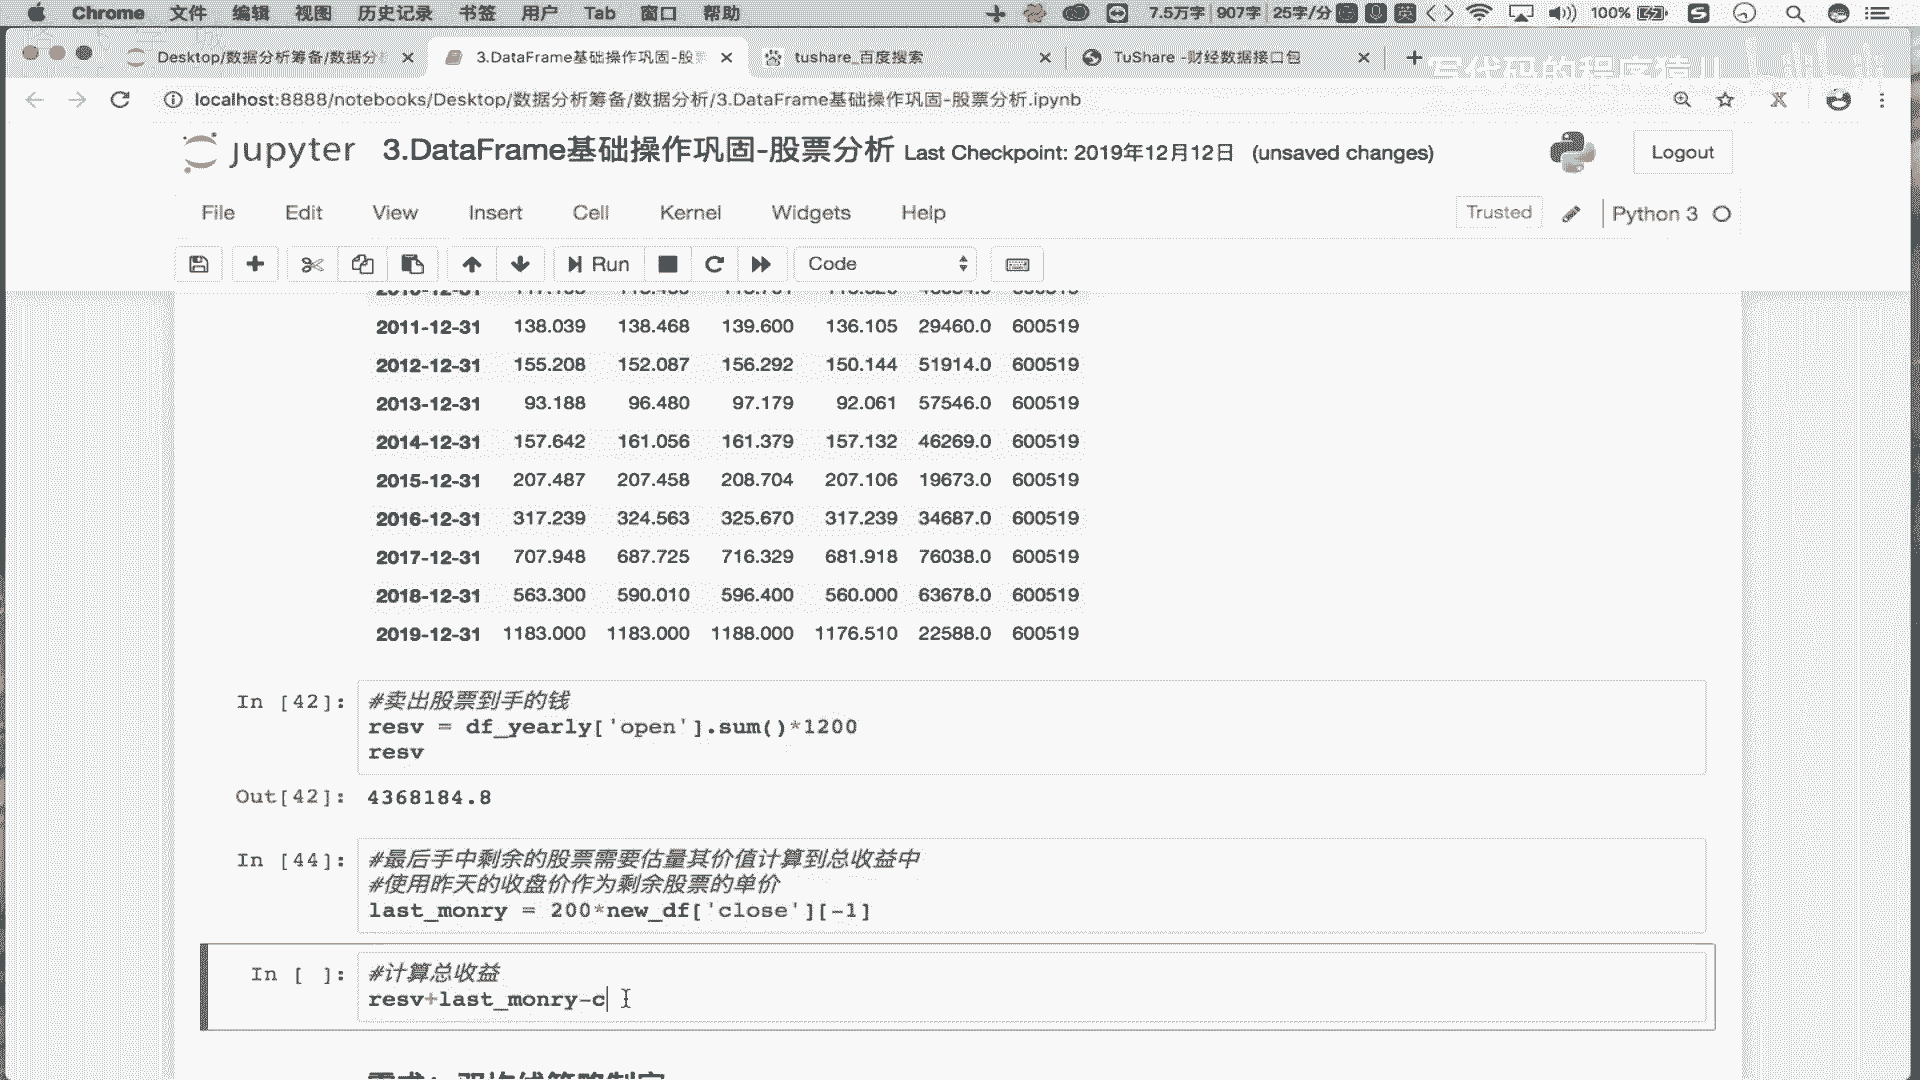 Chrome 文件 编辑 视图 历史记录 书签 用户 Tab 窗口 帮助 7.5万字 907字 25字/分 英 100%
Desktop/数据分析筹备/数据分析 3.DataFrame基础操作巩固-股票 tushare_百度搜索 TuShare -财经数据接口包
写代码的程序猿儿 bilibili
localhost:8888/notebooks/Desktop/数据分析筹备/数据分析/3.DataFrame基础操作巩固-股票分析.ipynb
jupyter 3.DataFrame基础操作巩固-股票分析 Last Checkpoint: 2019年12月12日 (unsaved changes) Logout
File Edit View Insert Cell Kernel Widgets Help Trusted Python 3
Run Code
2011-12-31 138.039 138.468 139.600 136.105 29460.0 600519
2012-12-31 155.208 152.087 156.292 150.144 51914.0 600519
2013-12-31 93.188 96.480 97.179 92.061 57546.0 600519
2014-12-31 157.642 161.056 161.379 157.132 46269.0 600519
2015-12-31 207.487 207.458 208.704 207.106 19673.0 600519
2016-12-31 317.239 324.563 325.670 317.239 34687.0 600519
2017-12-31 707.948 687.725 716.329 681.918 76038.0 600519
2018-12-31 563.300 590.010 596.400 560.000 63678.0 600519
2019-12-31 1183.000 1183.000 1188.000 1176.510 22588.0 600519
In [42]: #卖出股票到手的钱
resv = df_yearly['open'].sum()*1200
resv
Out[42]: 4368184.8
In [44]: #最后手中剩余的股票需要估量其价值计算到总收益中
#使用昨天的收盘价作为剩余股票的单价
last_monry = 200*new_df['close'][-1]
In [ ]: #计算总收益
resv+last_monry-c